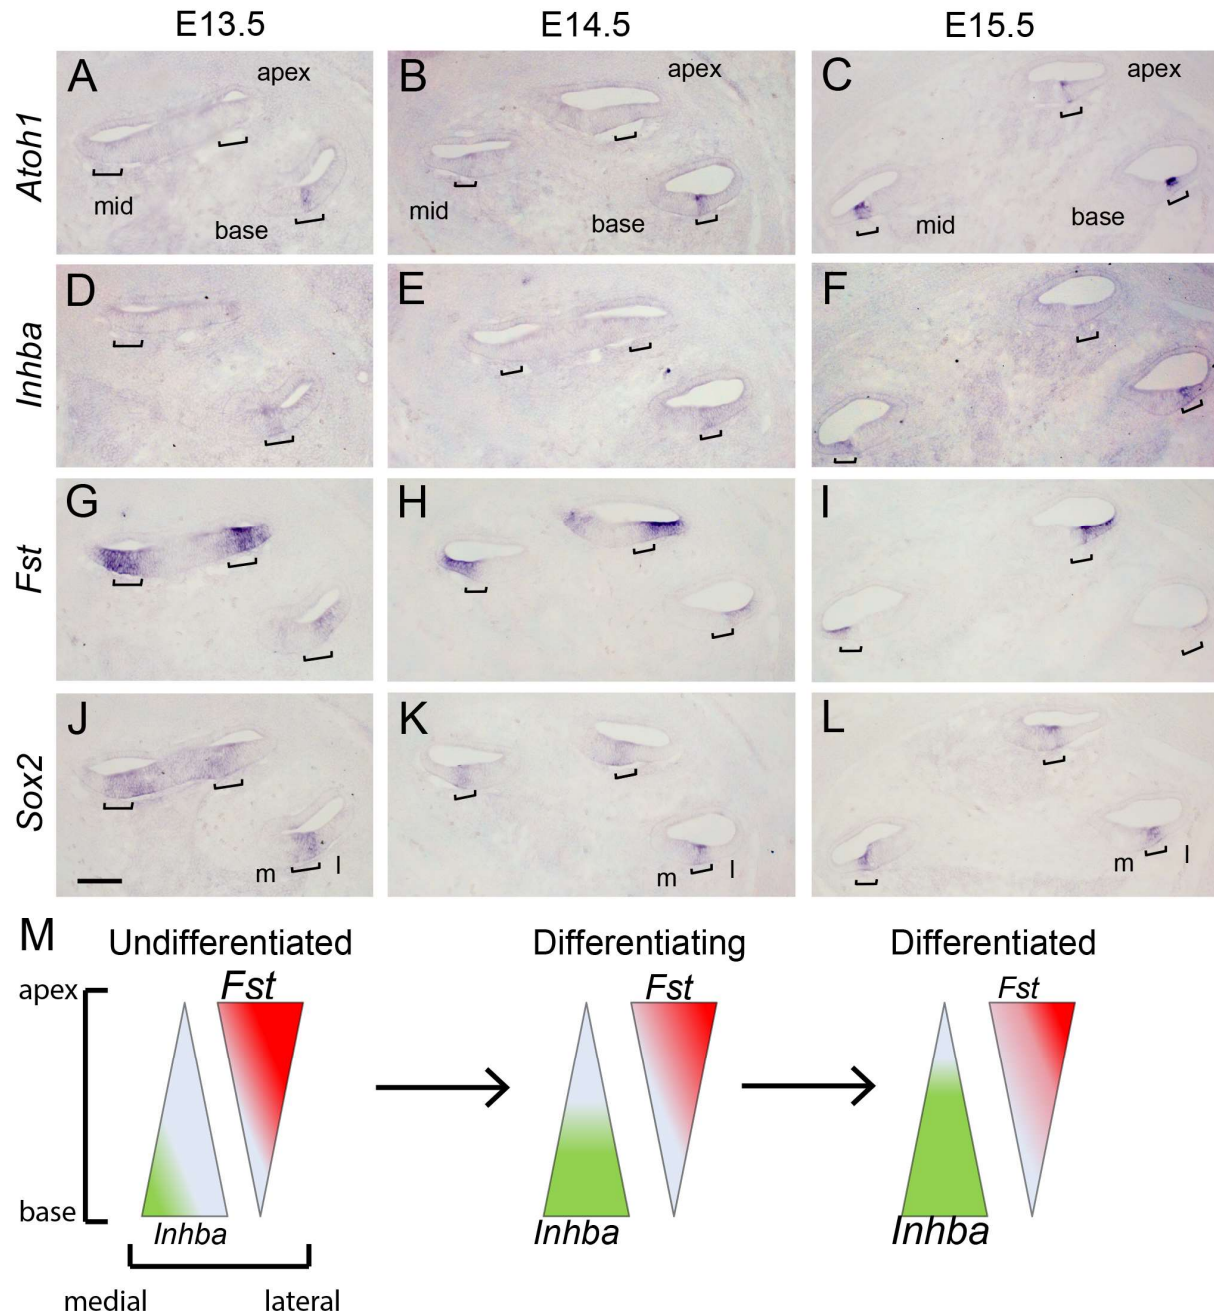 E13.5 E14.5 E15.5
Atoh1
A apex mid base
B apex mid base
C apex mid base
Inhba
D E F
Fst
G H I
Sox2
J m l
K m l
L m l
M
Undifferentiated Differentiating Differentiated
apex Fst Fst Fst
base Inhba Inhba Inhba
medial lateral